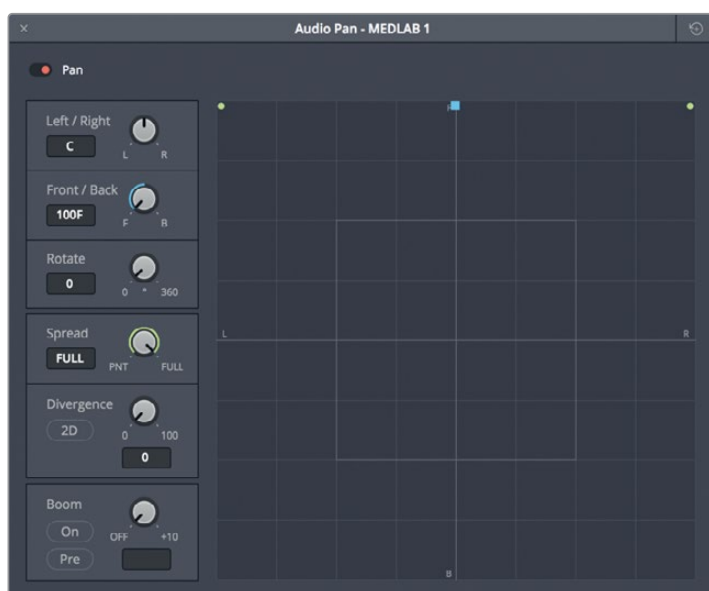 × Audio Pan - MEDLAB 1
Pan
Left / Right
C
L R
Front / Back
100F
F B
Rotate
0
0 ° 360
Spread
FULL
PNT FULL
Divergence
2D
0 100
0
Boom
On
OFF +10
Pre
F
L R
B